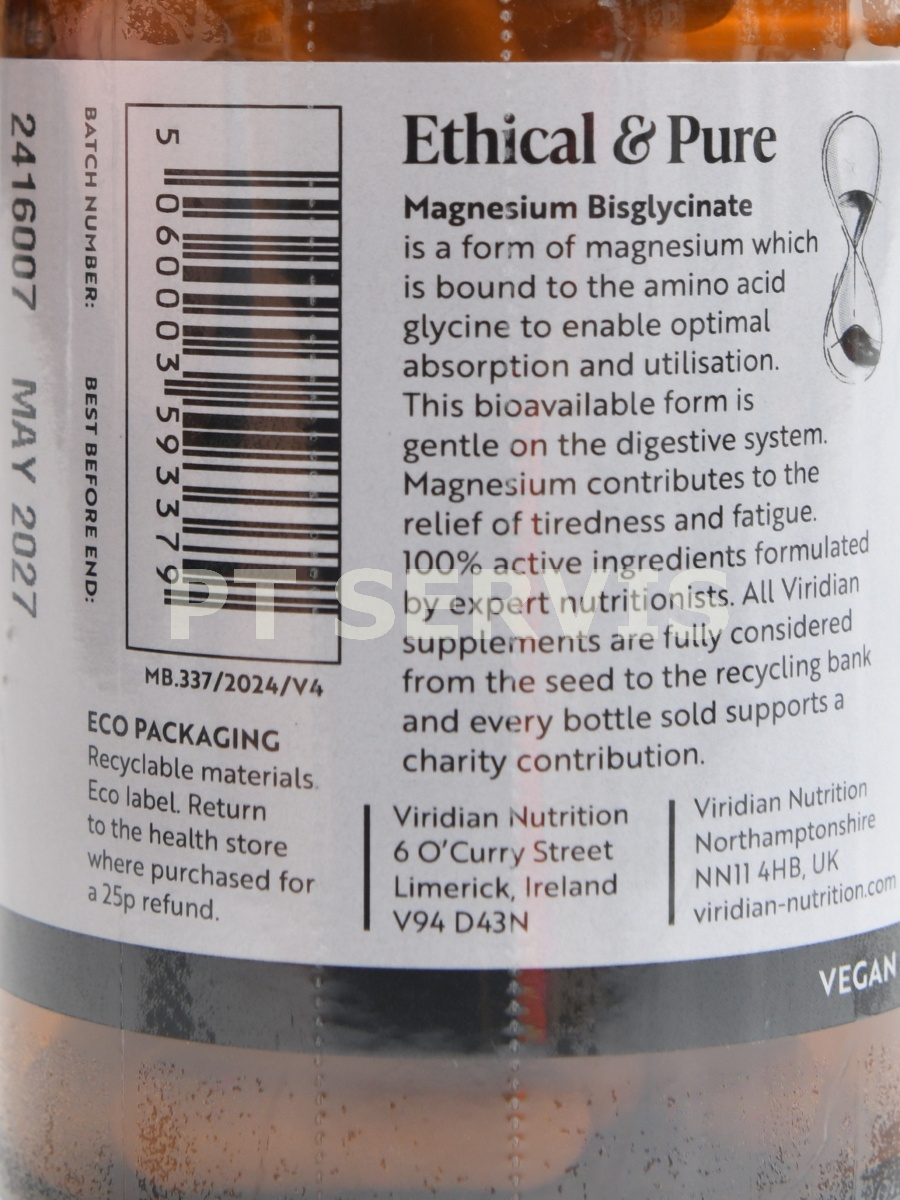 2416007 MAY 2027
BATCH NUMBER: BEST BEFORE END:
5 060003 593379
MB.337/2024/V4
ECO PACKAGING
Recyclable materials.
Eco label. Return
to the health store
where purchased for
a 25p refund.
Ethical & Pure
Magnesium Bisglycinate
is a form of magnesium which
is bound to the amino acid
glycine to enable optimal
absorption and utilisation.
This bioavailable form is
gentle on the digestive system.
Magnesium contributes to the
relief of tiredness and fatigue.
100% active ingredients formulated
by expert nutritionists. All Viridian
supplements are fully considered
from the seed to the recycling bank
and every bottle sold supports a
charity contribution.
Viridian Nutrition
6 O'Curry Street
Limerick, Ireland
V94 D43N
Viridian Nutrition
Northamptonshire
NN11 4HB, UK
viridian-nutrition.com
VEGAN
PT SERVIS